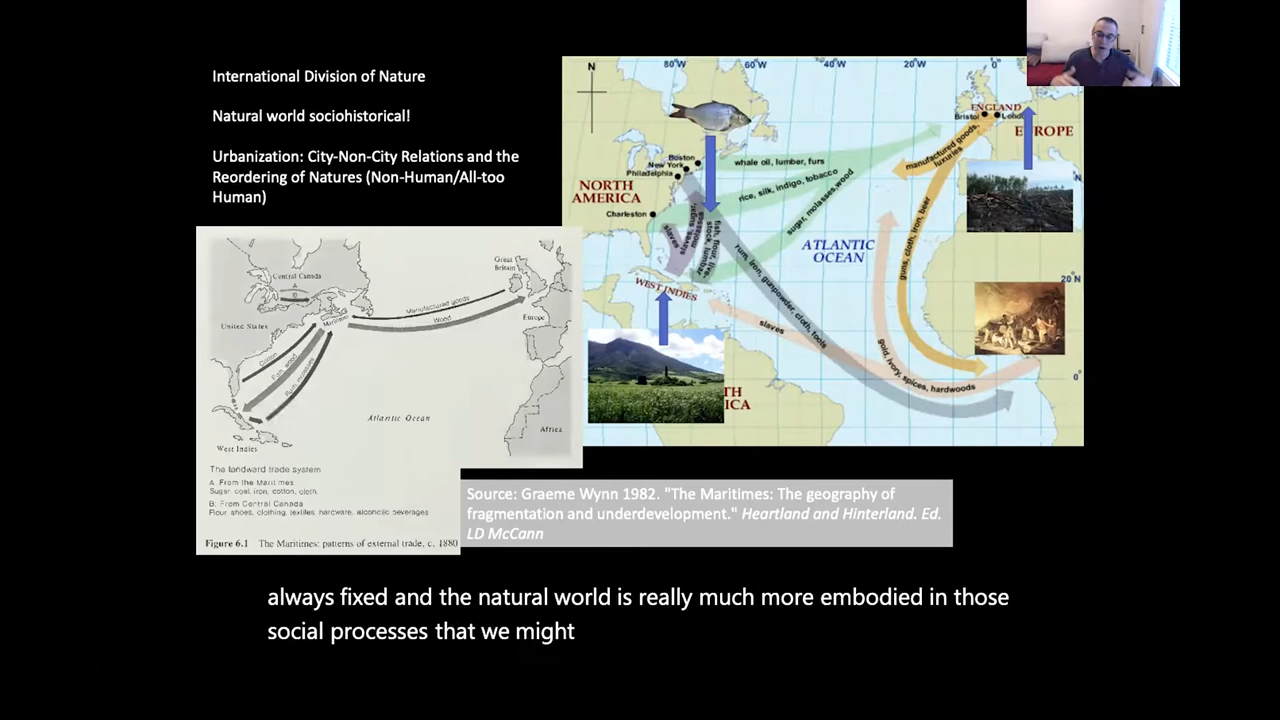 International Division of Nature
Natural world sociohistorical!
Urbanization: City-Non-City Relations and the
Reordering of Natures (Non-Human/All-too
Human)
N
80°W
60°W
40°W
20°W
0°
ENGLAND
Bristol
EUROPE
Boston
New York
Philadelphia
NORTH
AMERICA
Charleston
whale oil, lumber, furs
rice, silk, indigo, tobacco
sugar, molasses, wood
manufactured goods,
luxuries
guns, cloth, iron, beer
ATLANTIC
OCEAN
slaves
slaves, sugar,
molasses
fish, flour, live-
stock, lumber,
rum, iron, gunpowder, cloth, tools
WEST INDIES
slaves
gold, ivory, spices, hardwoods
20°N
0°
Central Canada
A
B
Great
Britain
United States
Maritimes
Manufactured goods
Wood
Europe
Cotton
Fish, wood
Atlantic Ocean
Africa
West Indies
The landward trade system
A. From the Maritimes
Sugar, coal, iron, cotton, cloth
B. From Central Canada
Flour, shoes, clothing, textiles, hardware, alcoholic beverages
Figure 6.1 The Maritimes: patterns of external trade, c. 1880
Source: Graeme Wynn 1982. "The Maritimes: The geography of
fragmentation and underdevelopment." Heartland and Hinterland. Ed.
LD McCann
always fixed and the natural world is really much more embodied in those
social processes that we might